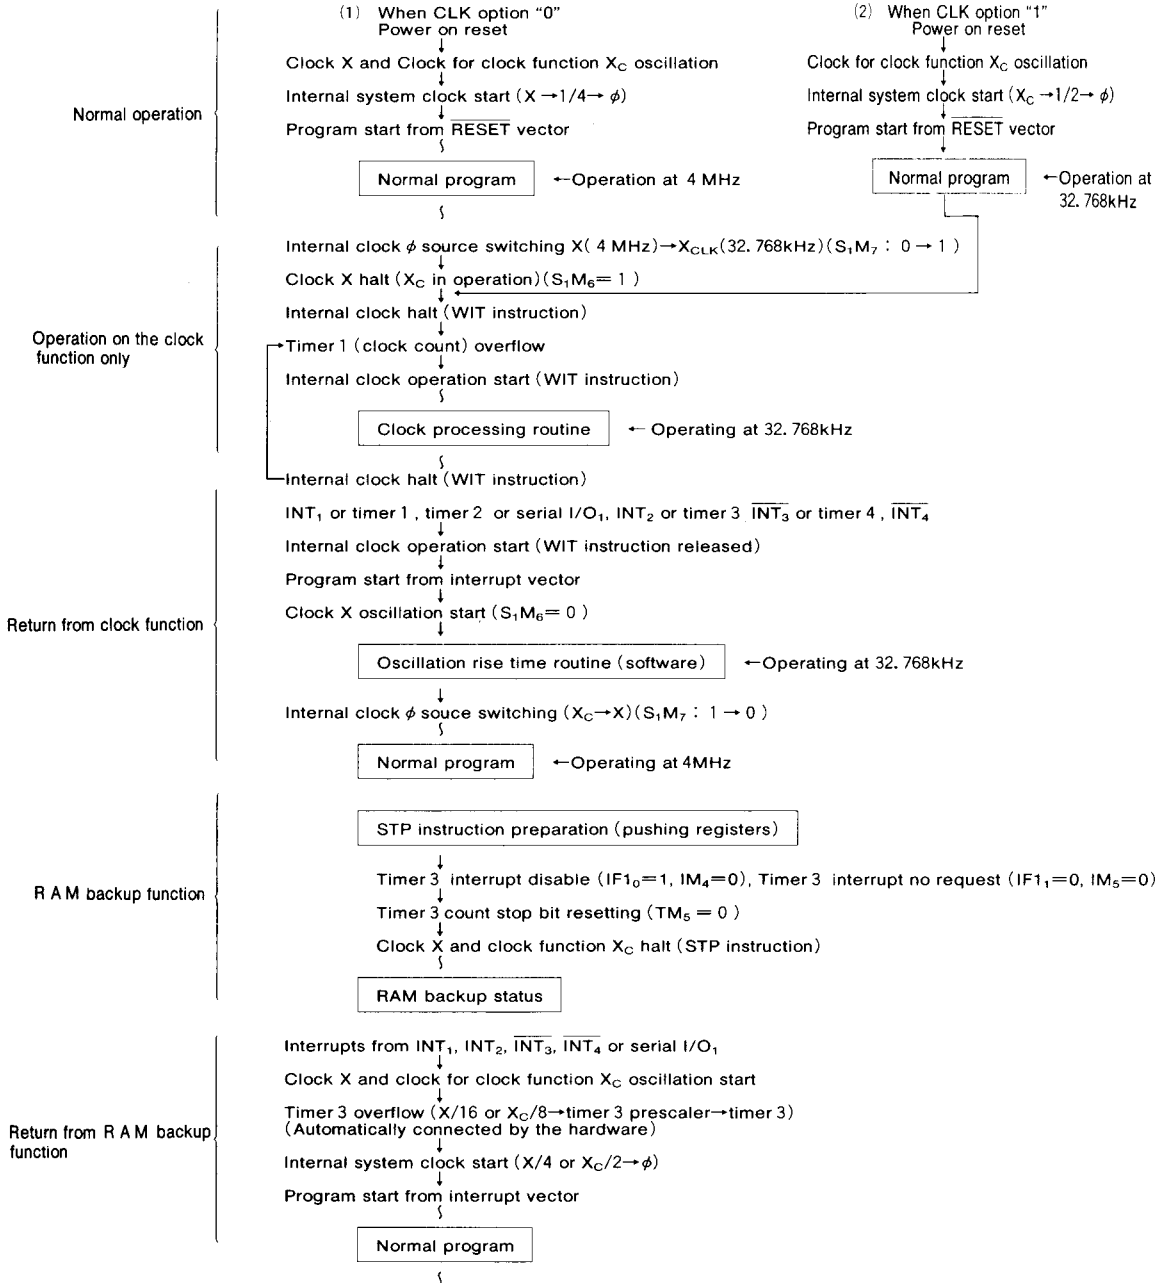 (1) When CLK option “0”
Power on reset
Clock X and Clock for clock function X_C oscillation
Internal system clock start (X →1/4→ φ)
Program start from R̅E̅S̅E̅T̅ vector
Normal program ←Operation at 4 MHz
(2) When CLK option “1”
Power on reset
Clock for clock function X_C oscillation
Internal system clock start (X_C →1/2→ φ)
Program start from R̅E̅S̅E̅T̅ vector
Normal program ←Operation at
32.768kHz
Normal operation
Internal clock φ source switching X( 4 MHz)→X_CLK(32.768kHz)(S₁M₇ : 0 → 1 )
Clock X halt (X_C in operation)(S₁M₆= 1 )
Internal clock halt (WIT instruction)
Operation on the clock
function only
Timer 1 (clock count) overflow
Internal clock operation start (WIT instruction)
Clock processing routine ← Operating at 32.768kHz
Internal clock halt (WIT instruction)
INT₁ or timer 1 , timer 2 or serial I/O₁, INT₂ or timer 3 I̅N̅T̅₃ or timer 4 , I̅N̅T̅₄
Internal clock operation start (WIT instruction released)
Program start from interrupt vector
Clock X oscillation start (S₁M₆= 0 )
Return from clock function
Oscillation rise time routine (software) ←Operating at 32.768kHz
Internal clock φ souce switching (X_C→X)(S₁M₇ : 1 → 0 )
Normal program ←Operating at 4MHz
STP instruction preparation (pushing registers)
Timer 3 interrupt disable (IF1₀=1, IM₄=0), Timer 3 interrupt no request (IF1₁=0, IM₅=0)
R A M backup function
Timer 3 count stop bit resetting (TM₅ = 0 )
Clock X and clock function X_C halt (STP instruction)
RAM backup status
Interrupts from INT₁, INT₂, I̅N̅T̅₃, I̅N̅T̅₄ or serial I/O₁
Clock X and clock for clock function X_C oscillation start
Timer 3 overflow (X/16 or X_C/8→timer 3 prescaler→timer 3)
(Automatically connected by the hardware)
Return from R A M backup
function
Internal system clock start (X/4 or X_C/2→φ)
Program start from interrupt vector
Normal program